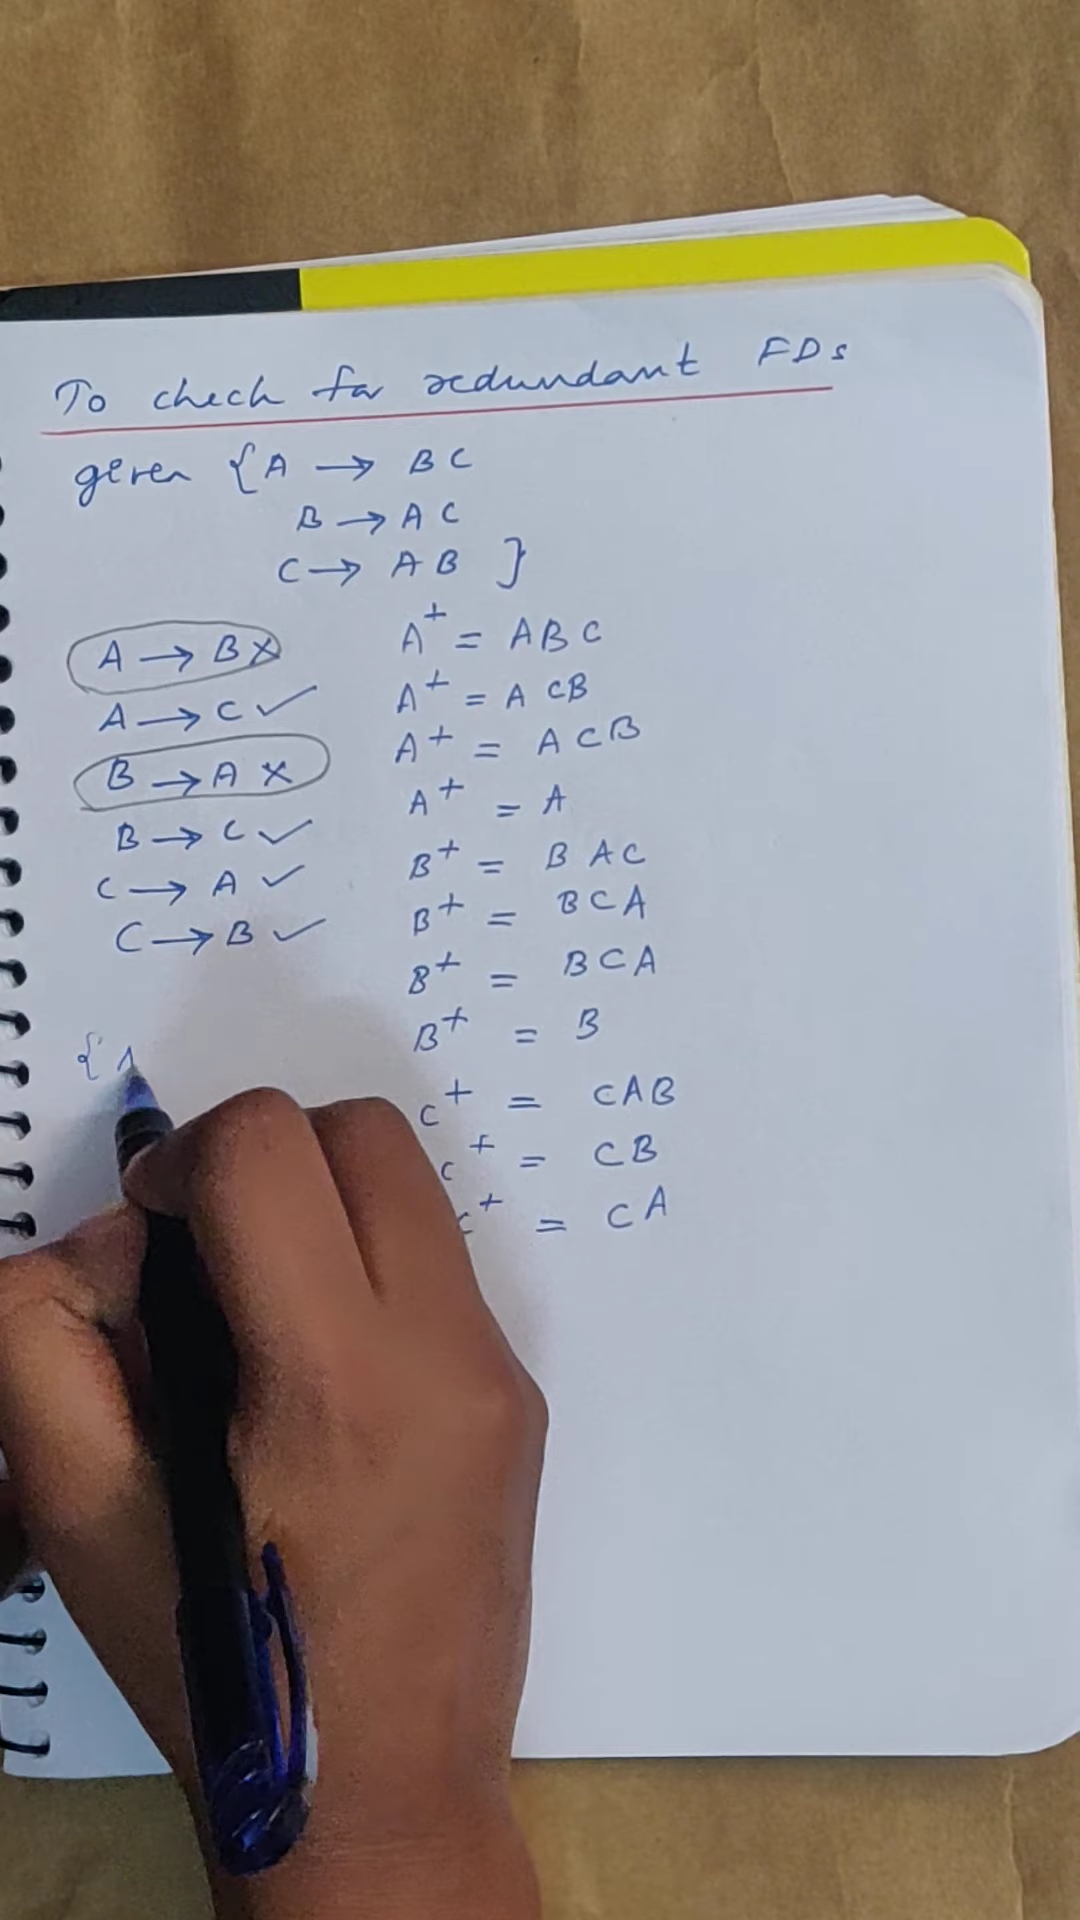 To check for redundant FDs
given { A → BC
B → AC
C → AB }
A → B ×
A → C ✓
B → A ×
B → C ✓
C → A ✓
C → B ✓
{ A
A⁺ = ABC
A⁺ = ACB
A⁺ = ACB
A⁺ = A
B⁺ = BAC
B⁺ = BCA
B⁺ = BCA
B⁺ = B
C⁺ = CAB
C⁺ = CB
C⁺ = CA